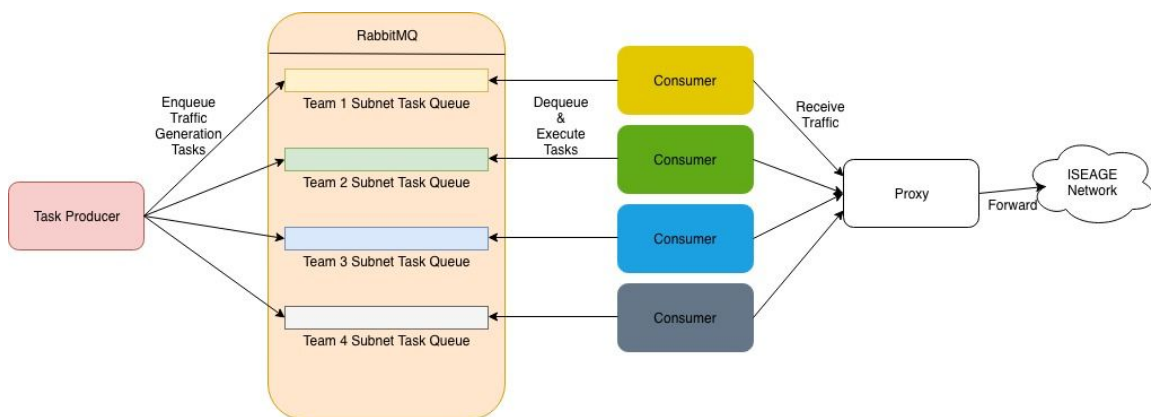 RabbitMQ
Team 1 Subnet Task Queue
Team 2 Subnet Task Queue
Team 3 Subnet Task Queue
Team 4 Subnet Task Queue
Enqueue
Traffic
Generation
Tasks
Task Producer
Dequeue
&
Execute
Tasks
Consumer
Consumer
Consumer
Consumer
Receive
Traffic
Proxy
Forward
ISEAGE
Network